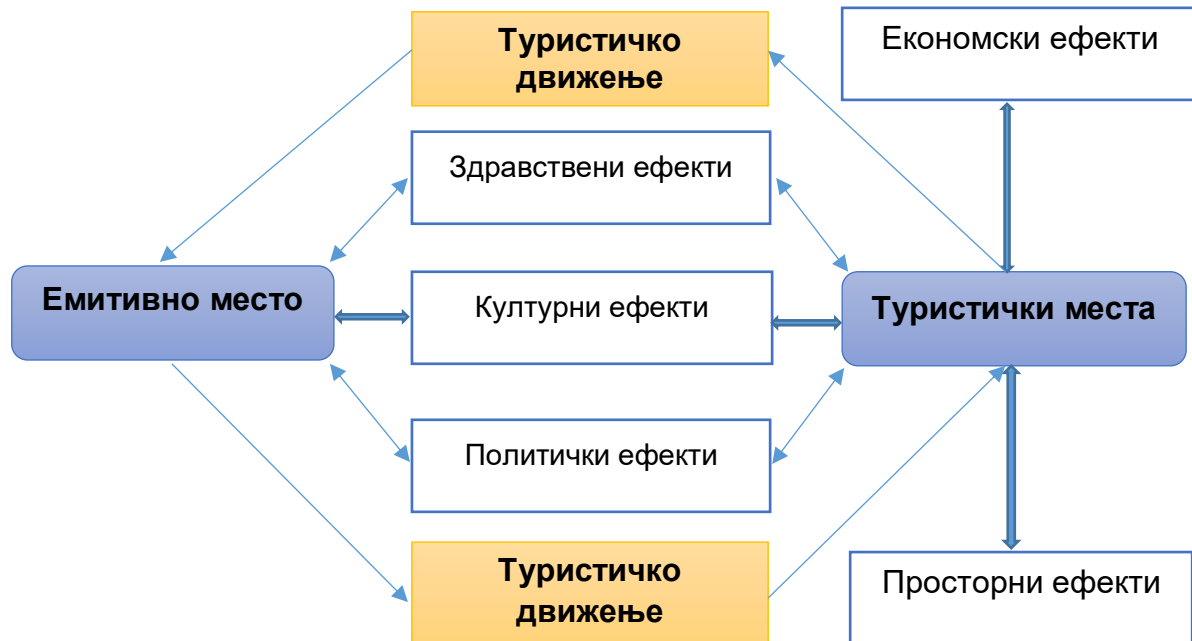 Туристичко
движење
Економски ефекти
Здравствени ефекти
Емитивно место
Културни ефекти
Туристички места
Политички ефекти
Туристичко
движење
Просторни ефекти